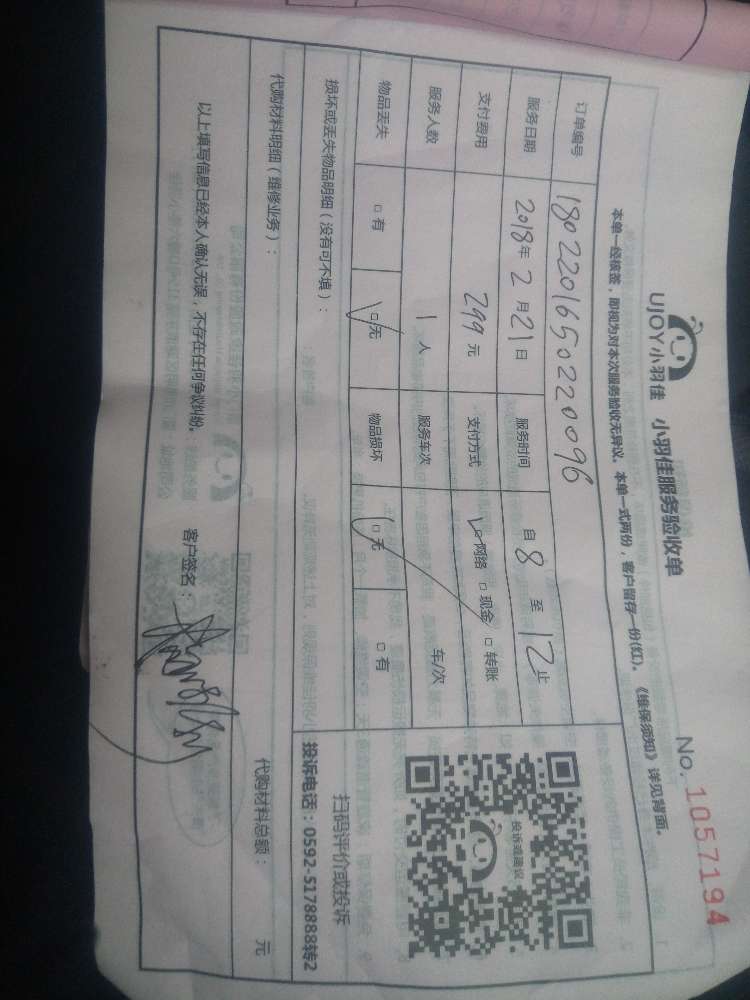 UJOY小羽佳 小羽佳服务验收单
No. 1057194
本单一经核签，即视为对本次服务验收无异议。本单一式两份，客户留存一份(红)。 《维保须知》详见背面。
订单编号 1802201650220096
服务日期 2018年 2 月 21 日 服务时间 自 8 至 12 止
支付费用 299 元 支付方式 □网络 □现金 □转账
服务人数 1 人 服务车次 车/次
物品丢失 □有 □无 物品损坏 □无 □有
投诉或建议
扫码评价或投诉
投诉电话：0592-5178888转2
损坏或丢失物品明细（没有可不填）：
代购材料明细（维修业务）： 代购材料总额： 元
以上填写信息已经本人确认无误，不存在任何争议纠纷。 客户签名：